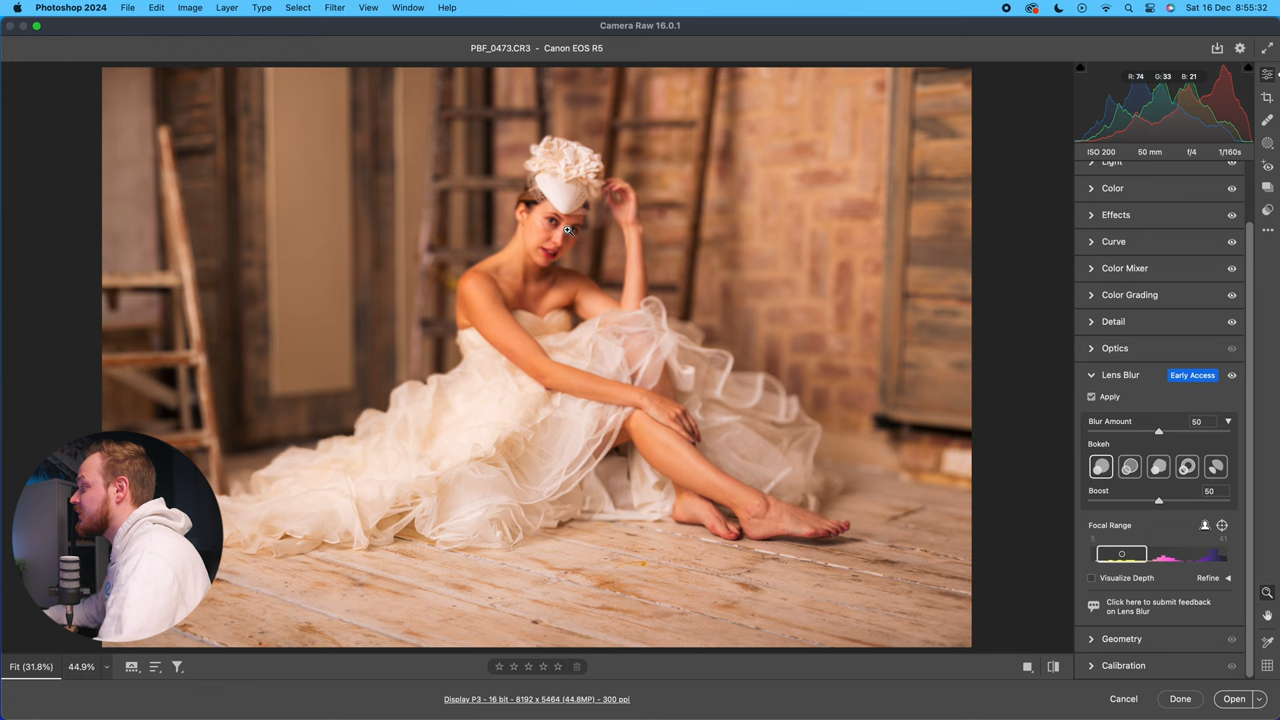 Photoshop 2024 File Edit Image Layer Type Select Filter View Window Help Sat 16 Dec 8:55:32
Camera Raw 16.0.1
PBF_0473.CR3 - Canon EOS R5
R: 74 G: 33 B: 21
ISO 200 50 mm f/4 1/160s
Light
Color
Effects
Curve
Color Mixer
Color Grading
Detail
Optics
Lens Blur Early Access
Apply
Blur Amount 50
Bokeh
Boost 50
Focal Range
5 41
Visualize Depth Refine
Click here to submit feedback
on Lens Blur
Geometry
Calibration
Fit (31.8%) 44.9%
Display P3 - 16 bit - 8192 x 5464 (44.8MP) - 300 ppi
Cancel Done Open